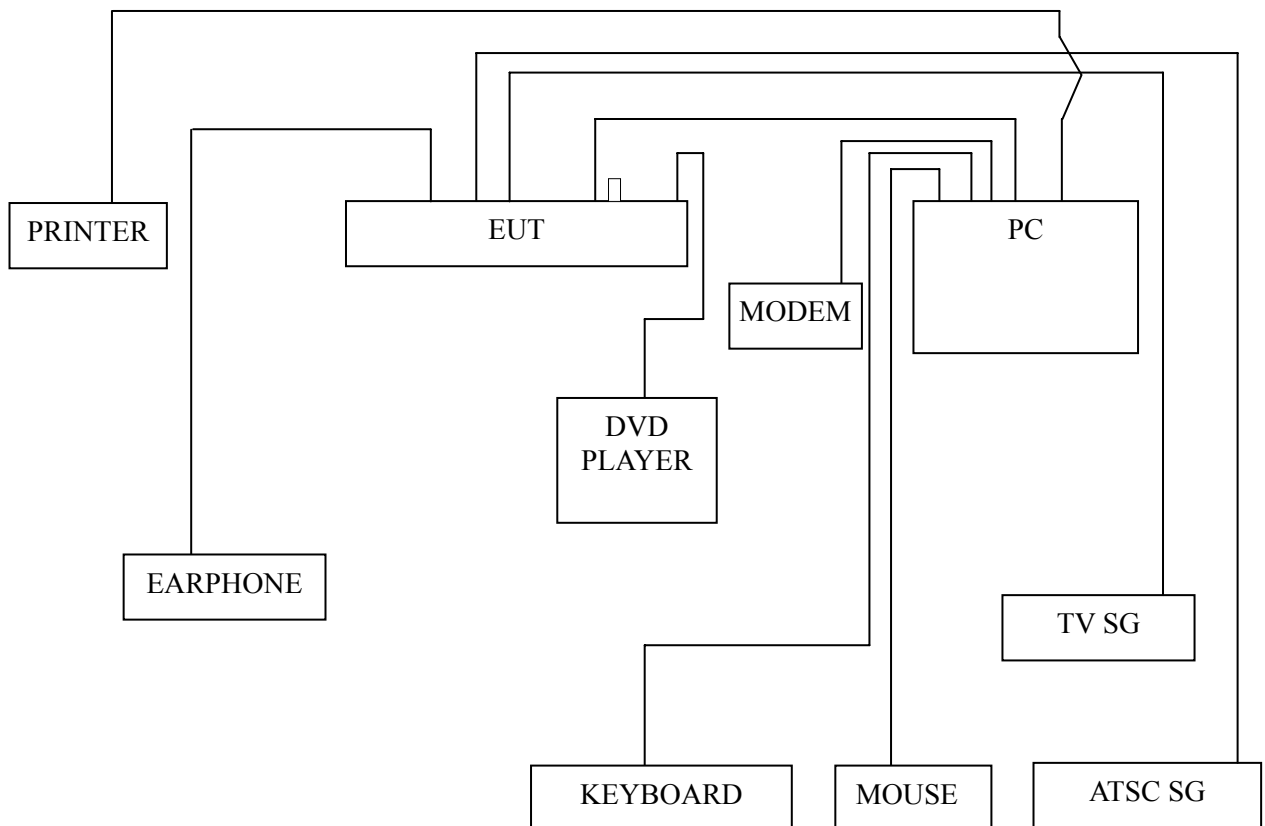 PRINTER
EUT
PC
MODEM
DVD
PLAYER
EARPHONE
TV SG
KEYBOARD
MOUSE
ATSC SG